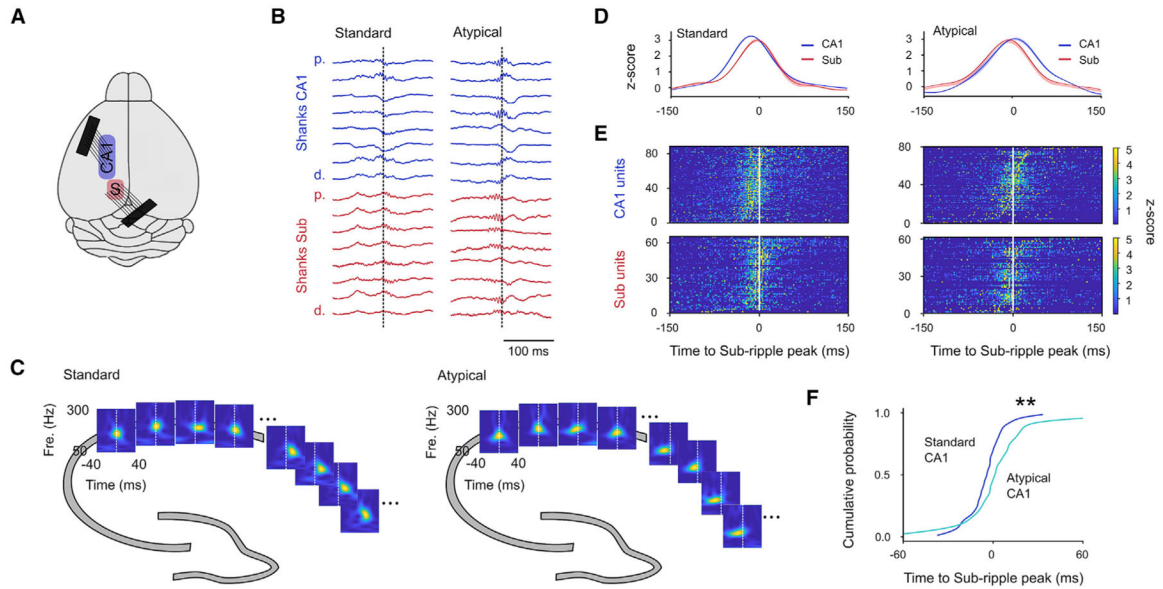 A
CA1
S
B
Standard
Atypical
p.
Shanks CA1
d.
p.
Shanks Sub
d.
100 ms
C
Standard
Fre. (Hz)
300
50
-40
40
Time (ms)
...
...
Atypical
Fre. (Hz)
300
50
-40
40
Time (ms)
...
...
D
z-score
3
2
1
0
Standard
CA1
Sub
-150
0
150
3
2
1
0
Atypical
CA1
Sub
-150
0
150
E
CA1 units
80
40
0
80
40
0
5
4
3
2
1
z-score
Sub units
60
30
0
60
30
0
5
4
3
2
1
-150
0
150
-150
0
150
Time to Sub-ripple peak (ms)
Time to Sub-ripple peak (ms)
F
Cumulative probability
1.0
0.5
0.0
**
Standard
CA1
Atypical
CA1
-60
0
60
Time to Sub-ripple peak (ms)